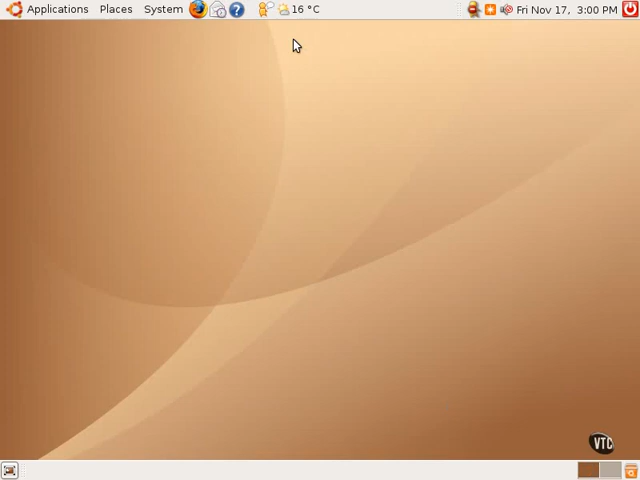 Applications Places System 16 °C Fri Nov 17, 3:00 PM
VTC